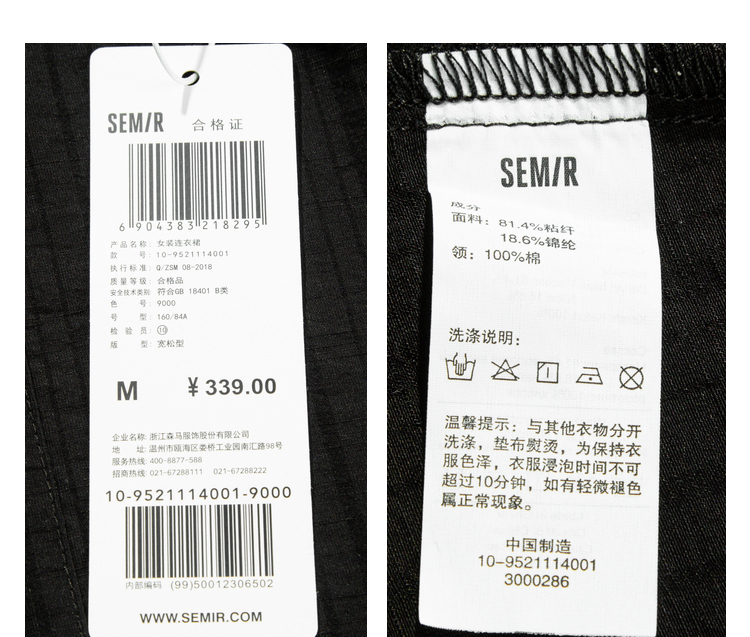 SEMIR 合格证
6 904383 218295
产品名称: 女装连衣裙
款 号: 10-9521114001
执行标准: Q/ZSM 08-2018
质量等级: 合格品
安全技术类别: 符合GB 18401 B类
色 号: 9000
号 型: 160/84A
检 验 员: ⑩
版 型: 宽松型
M ¥339.00
企业名称: 浙江森马服饰股份有限公司
地 址: 温州市瓯海区娄桥工业园南汇路98号
服务热线: 400-8877-588
招商热线: 021-67288111 021-67288222
10-9521114001-9000
内部编码 (99)50012306502
WWW.SEMIR.COM
SEMIR
成分
面料: 81.4%粘纤
18.6%锦纶
领: 100%棉
洗涤说明:
温馨提示: 与其他衣物分开
洗涤, 垫布熨烫, 为保持衣
服色泽, 衣服浸泡时间不可
超过10分钟, 如有轻微褪色
属正常现象。
中国制造
10-9521114001
3000286